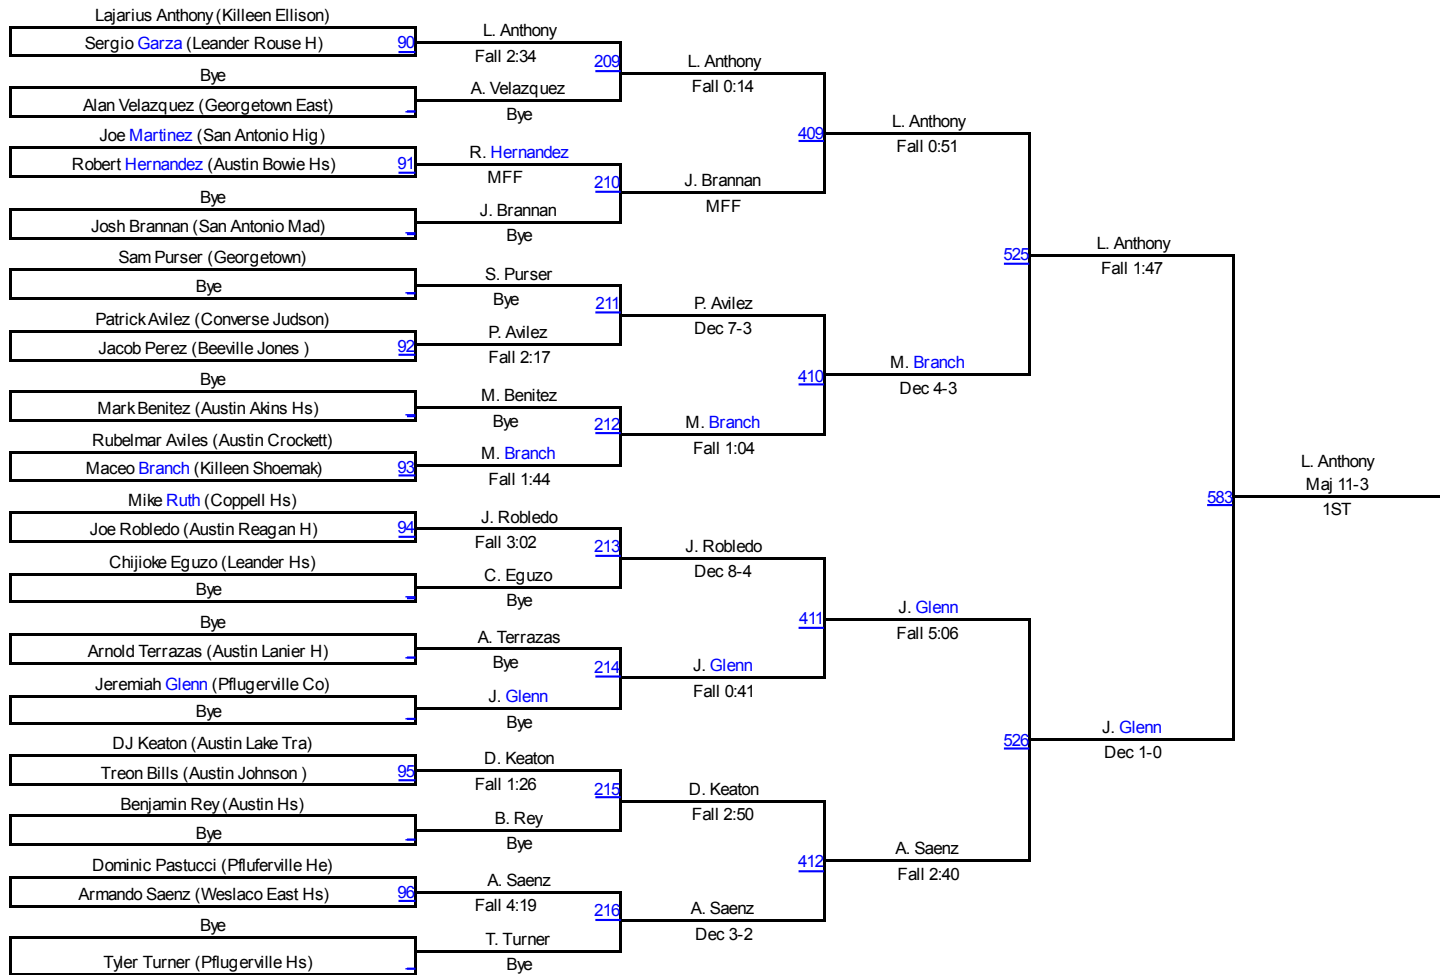 Lajarius Anthony (Killeen Ellison)
Sergio Garza (Leander Rouse H) 90
Bye
Alan Velazquez (Georgetown East)
Joe Martinez (San Antonio Hig)
Robert Hernandez (Austin Bowie Hs) 91
Bye
Josh Brannan (San Antonio Mad)
Sam Purser (Georgetown)
Bye
Patrick Avilez (Converse Judson)
Jacob Perez (Beeville Jones ) 92
Bye
Mark Benitez (Austin Akins Hs)
Rubelmar Aviles (Austin Crockett)
Maceo Branch (Killeen Shoemak) 93
Mike Ruth (Coppell Hs)
Joe Robledo (Austin Reagan H) 94
Chijioke Eguzo (Leander Hs)
Bye
Bye
Arnold Terrazas (Austin Lanier H)
Jeremiah Glenn (Pflugerville Co)
Bye
DJ Keaton (Austin Lake Tra)
Treon Bills (Austin Johnson ) 95
Benjamin Rey (Austin Hs)
Bye
Dominic Pastucci (Pfluferville He)
Armando Saenz (Weslaco East Hs) 96
Bye
Tyler Turner (Pflugerville Hs)
L. Anthony
Fall 2:34
209
A. Velazquez
Bye
R. Hernandez
MFF
210
J. Brannan
Bye
S. Purser
Bye
211
P. Avilez
Fall 2:17
M. Benitez
Bye
212
M. Branch
Fall 1:44
J. Robledo
Fall 3:02
213
C. Eguzo
Bye
A. Terrazas
Bye
214
J. Glenn
Bye
D. Keaton
Fall 1:26
215
B. Rey
Bye
A. Saenz
Fall 4:19
216
T. Turner
Bye
L. Anthony
Fall 0:14
409
J. Brannan
MFF
P. Avilez
Dec 7-3
410
M. Branch
Fall 1:04
J. Robledo
Dec 8-4
411
J. Glenn
Fall 0:41
D. Keaton
Fall 2:50
412
A. Saenz
Dec 3-2
L. Anthony
Fall 0:51
525
M. Branch
Dec 4-3
J. Glenn
Fall 5:06
526
A. Saenz
Fall 2:40
L. Anthony
Fall 1:47
583
J. Glenn
Dec 1-0
L. Anthony
Maj 11-3
1ST